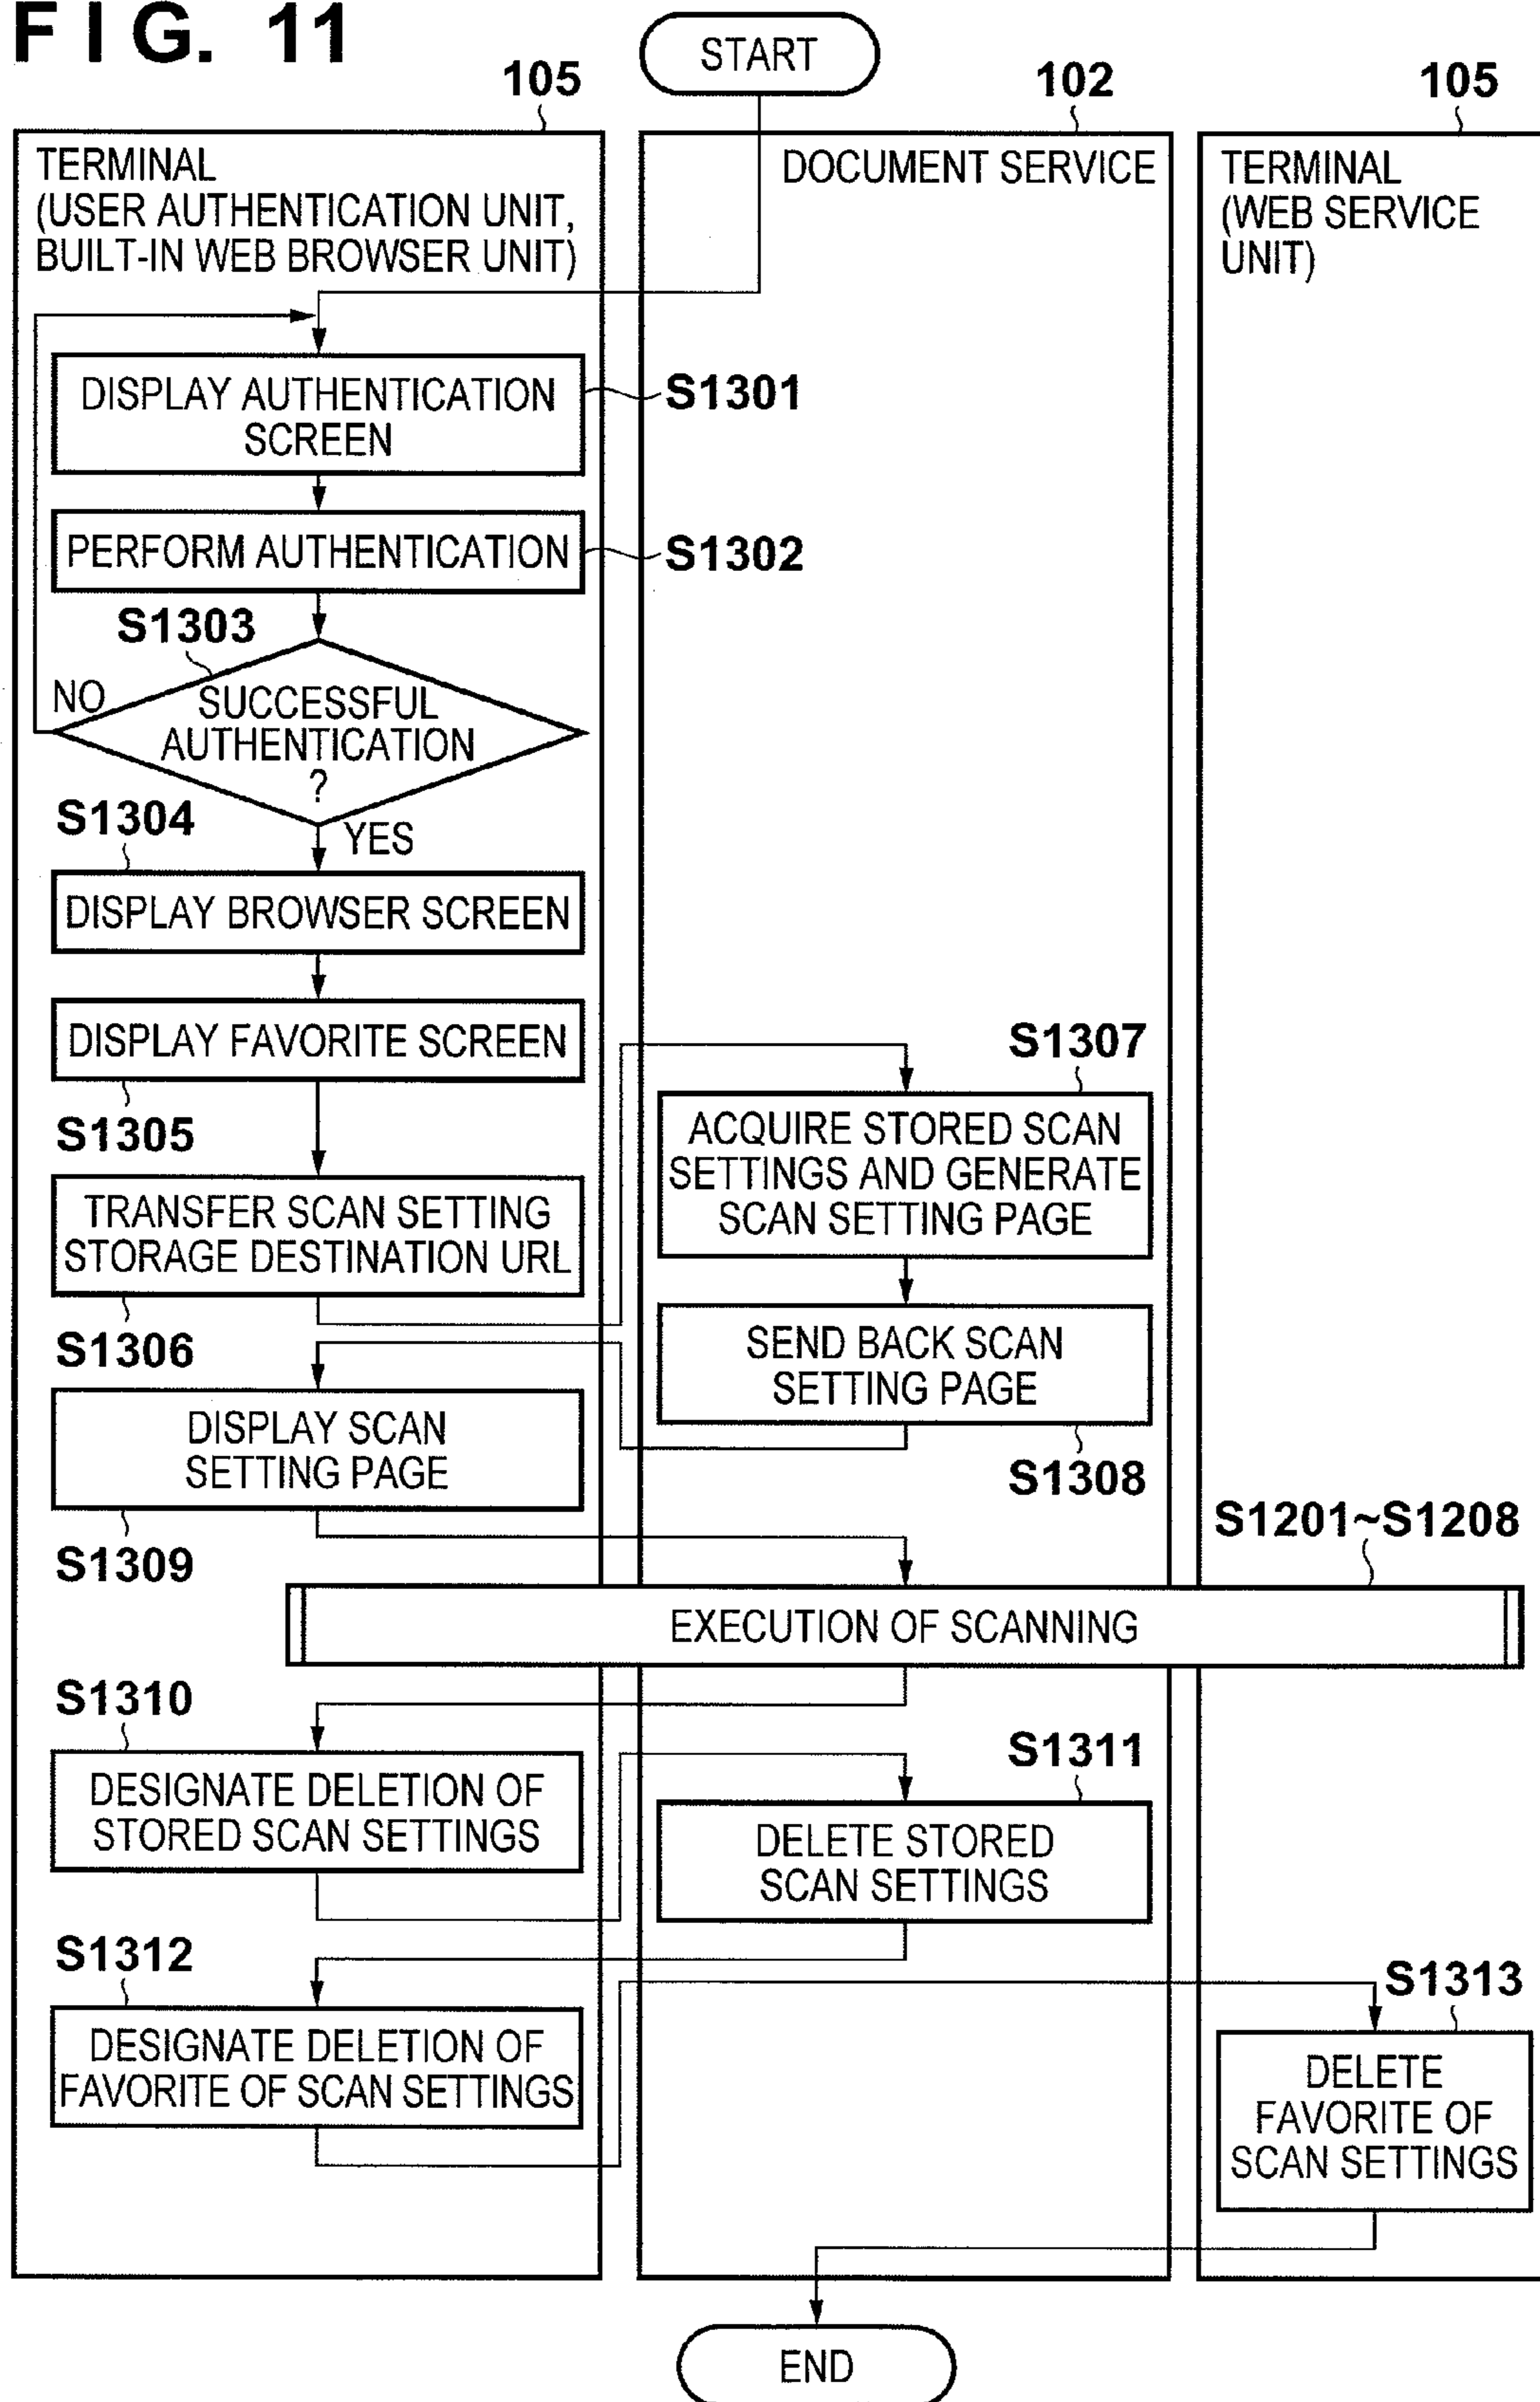 FIG. 11
START
105
102
105
TERMINAL
(USER AUTHENTICATION UNIT,
BUILT-IN WEB BROWSER UNIT)
DOCUMENT SERVICE
TERMINAL
(WEB SERVICE
UNIT)
DISPLAY AUTHENTICATION
SCREEN
S1301
PERFORM AUTHENTICATION
S1302
S1303
NO
SUCCESSFUL
AUTHENTICATION
?
YES
S1304
DISPLAY BROWSER SCREEN
DISPLAY FAVORITE SCREEN
S1305
TRANSFER SCAN SETTING
STORAGE DESTINATION URL
S1306
S1307
ACQUIRE STORED SCAN
SETTINGS AND GENERATE
SCAN SETTING PAGE
SEND BACK SCAN
SETTING PAGE
S1308
DISPLAY SCAN
SETTING PAGE
S1309
S1201~S1208
EXECUTION OF SCANNING
S1310
DESIGNATE DELETION OF
STORED SCAN SETTINGS
S1311
DELETE STORED
SCAN SETTINGS
S1312
DESIGNATE DELETION OF
FAVORITE OF SCAN SETTINGS
S1313
DELETE
FAVORITE OF
SCAN SETTINGS
END